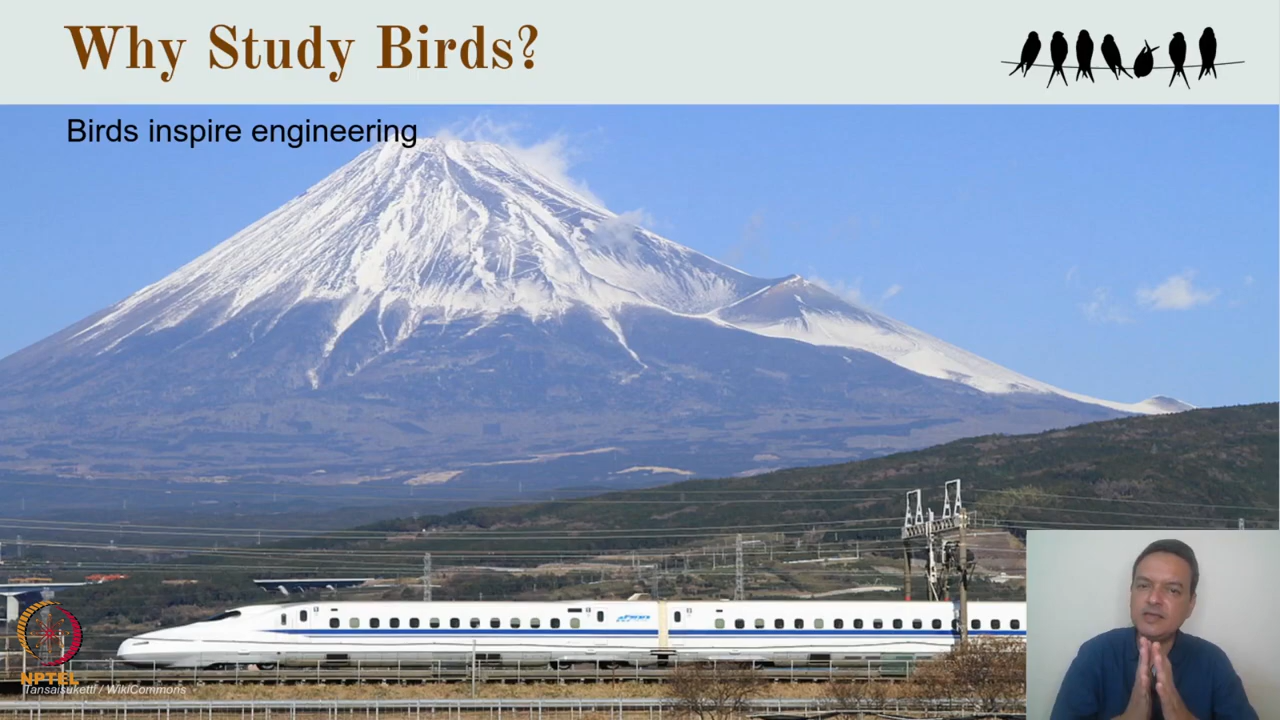 Why Study Birds?
Birds inspire engineering
NPTEL
Tansaisuketti / WikiCommons